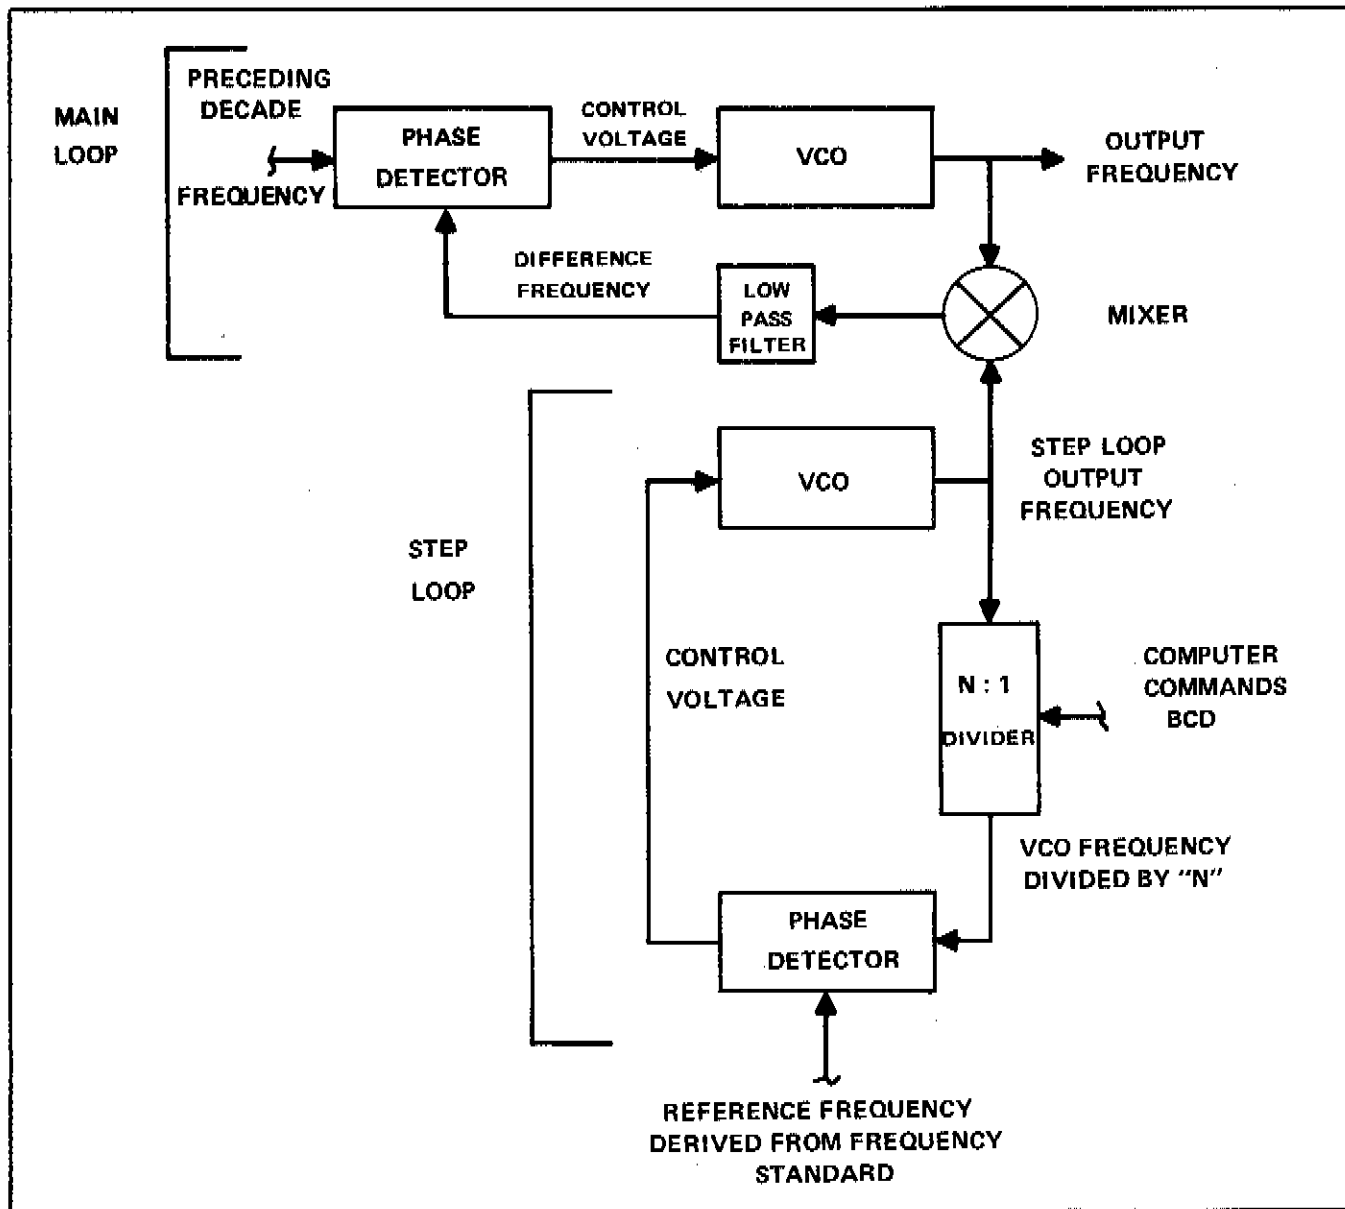 MAIN
LOOP
PRECEDING
DECADE
FREQUENCY
PHASE
DETECTOR
CONTROL
VOLTAGE
VCO
OUTPUT
FREQUENCY
DIFFERENCE
FREQUENCY
LOW
PASS
FILTER
MIXER
STEP
LOOP
VCO
STEP LOOP
OUTPUT
FREQUENCY
CONTROL
VOLTAGE
N : 1
DIVIDER
COMPUTER
COMMANDS
BCD
VCO FREQUENCY
DIVIDED BY "N"
PHASE
DETECTOR
REFERENCE FREQUENCY
DERIVED FROM FREQUENCY
STANDARD